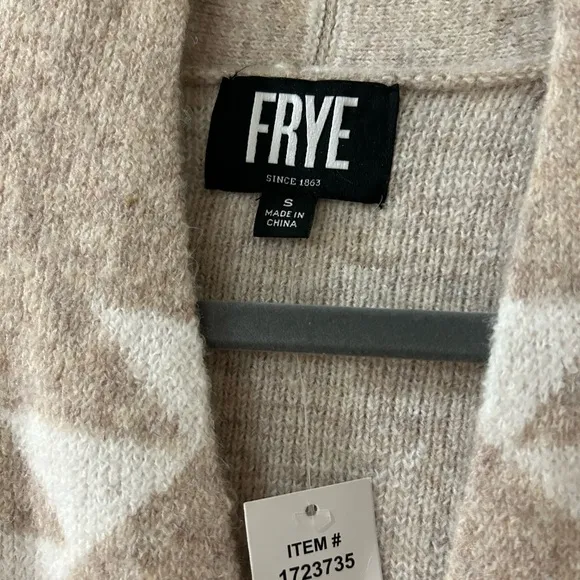 FRYE
SINCE 1863
S
MADE IN
CHINA
ITEM #
1723735